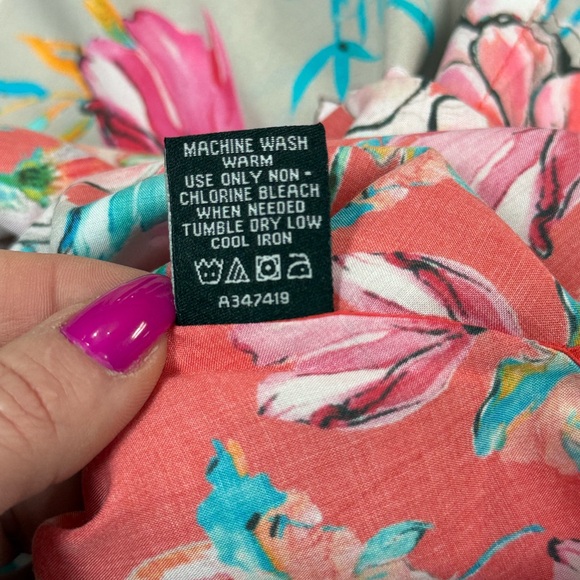 MACHINE WASH
WARM
USE ONLY NON -
CHLORINE BLEACH
WHEN NEEDED
TUMBLE DRY LOW
COOL IRON
A347419